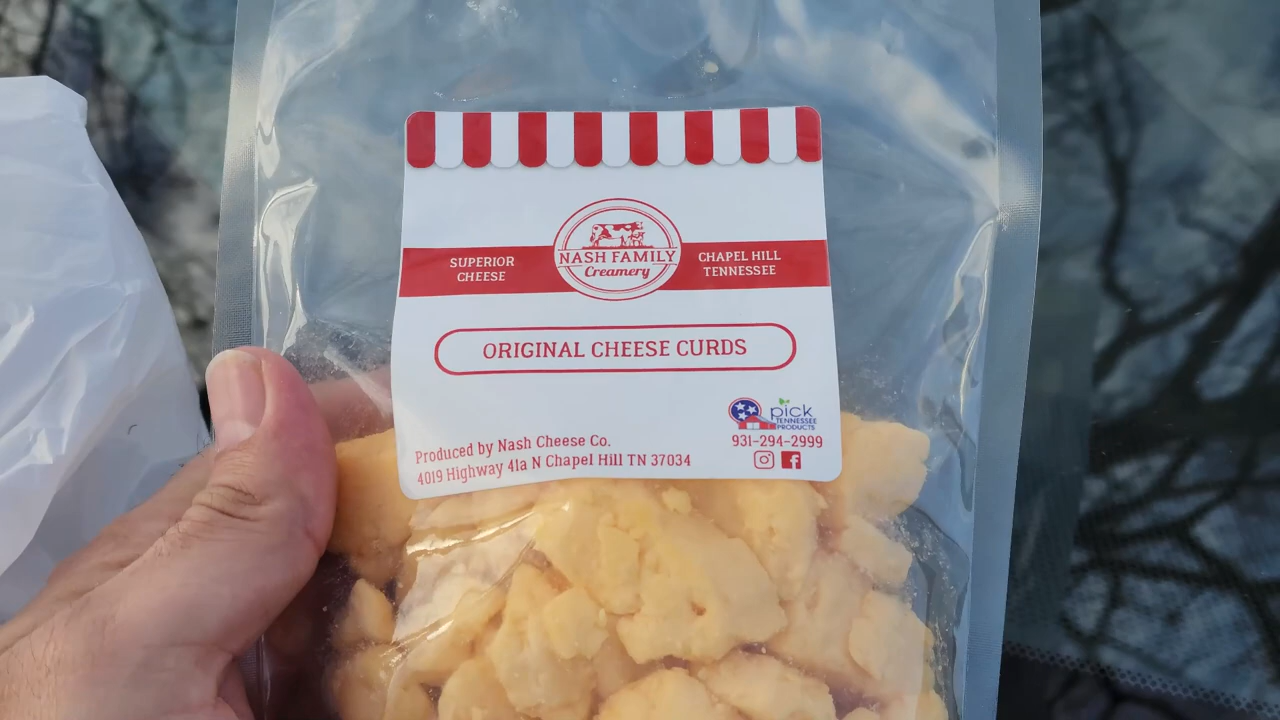 SUPERIOR
CHEESE
NASH FAMILY
Creamery
CHAPEL HILL
TENNESSEE
ORIGINAL CHEESE CURDS
pick
TENNESSEE
PRODUCTS
Produced by Nash Cheese Co.
4019 Highway 41a N Chapel Hill TN 37034
931-294-2999